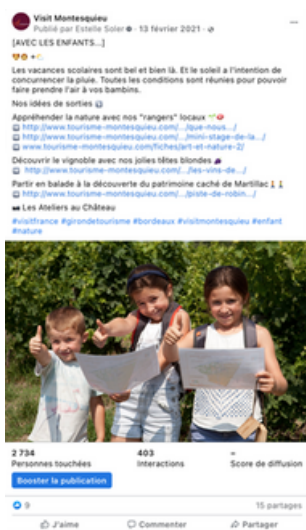 Visit Montesquieu
Publié par Estelle Soler · 13 février 2021 ·
[AVEC LES ENFANTS...]
Les vacances scolaires sont bel et bien là. Et le soleil a l'intention de
concurrencer la pluie. Toutes les conditions sont réunies pour pouvoir
faire prendre l'air à vos bambins.
Nos idées de sorties
Appréhender la nature avec nos "rangers" locaux
http://www.tourisme-montesquieu.com/.../que-nous.../
http://www.tourisme-montesquieu.com/.../mini-stage-de-la.../
www.tourisme-montesquieu.com/fiches/art-et-nature-2/
Découvrir le vignoble avec nos jolies têtes blondes
http://www.tourisme-montesquieu.com/.../les-vins-de.../
Partir en balade à la découverte du patrimoine caché de Martillac
http://www.tourisme-montesquieu.com/.../piste-de-robin.../
Les Ateliers au Château
#visitfrance #girondetourisme #bordeaux #visitmontesquieu #enfant
#nature
2 734 403 –
Personnes touchées Interactions Score de diffusion
Booster la publication
9 15 partages
J'aime Commenter Partager